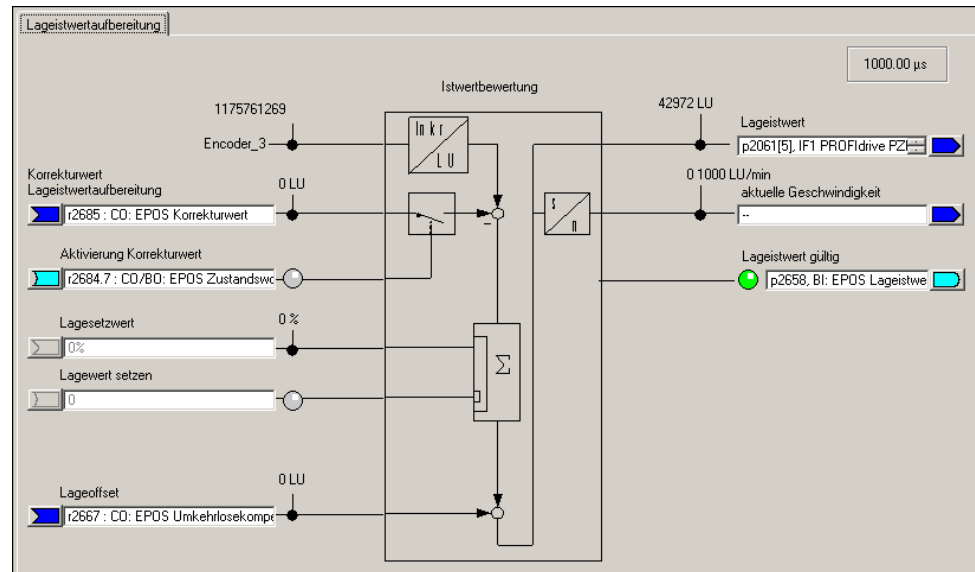 Lageistwertaufbereitung
1000.00 µs
Istwertbewertung
1175761269
42972 LU
Inkr
LU
Lageistwert
Encoder_3
p2061[5], IF1 PROFIdrive PZI
Korrekturwert
Lageistwertaufbereitung
0 LU
0 1000 LU/min
aktuelle Geschwindigkeit
r2685 : CO: EPOS Korrekturwert
s
n
--
Aktivierung Korrekturwert
Lageistwert gültig
r2684.7 : CO/BO: EPOS Zustandswo
p2658, BI: EPOS Lageistwe
Lagesetzwert
0 %
0%
Σ
Lagewert setzen
0
Lageoffset
0 LU
r2667 : CO: EPOS Umkehrlosekompe